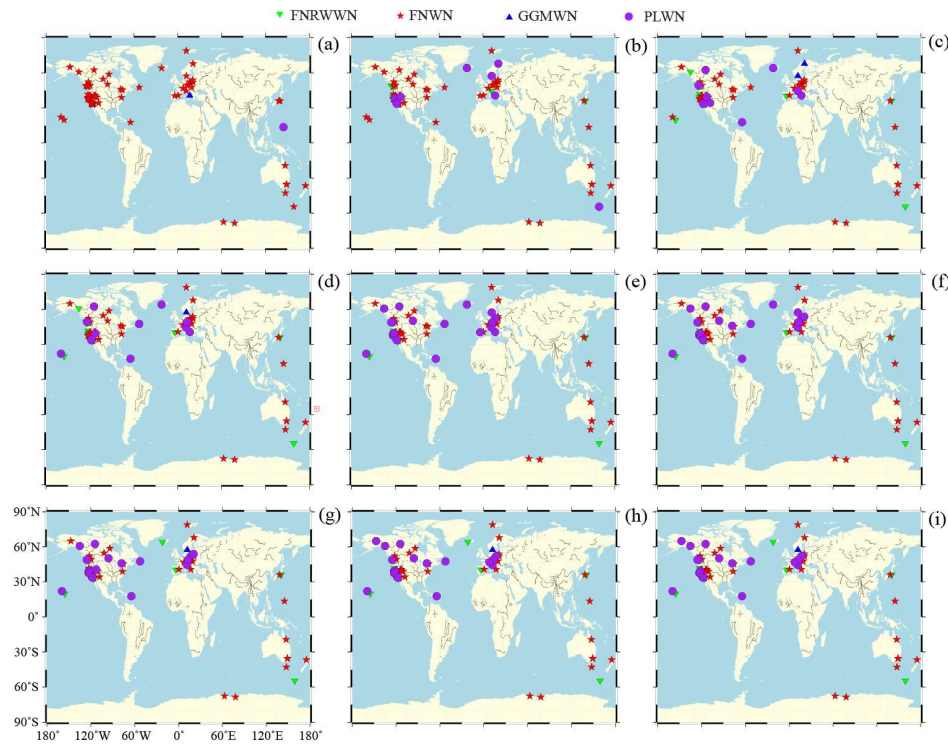 FNRWWN FNWN GGMWN PLWN
(a) (b) (c)
(d) (e) (f)
90°N (g) (h) (i)
60°N
30°N
0°
30°S
60°S
90°S
180° 120°W 60°W 0° 60°E 120°E 180°